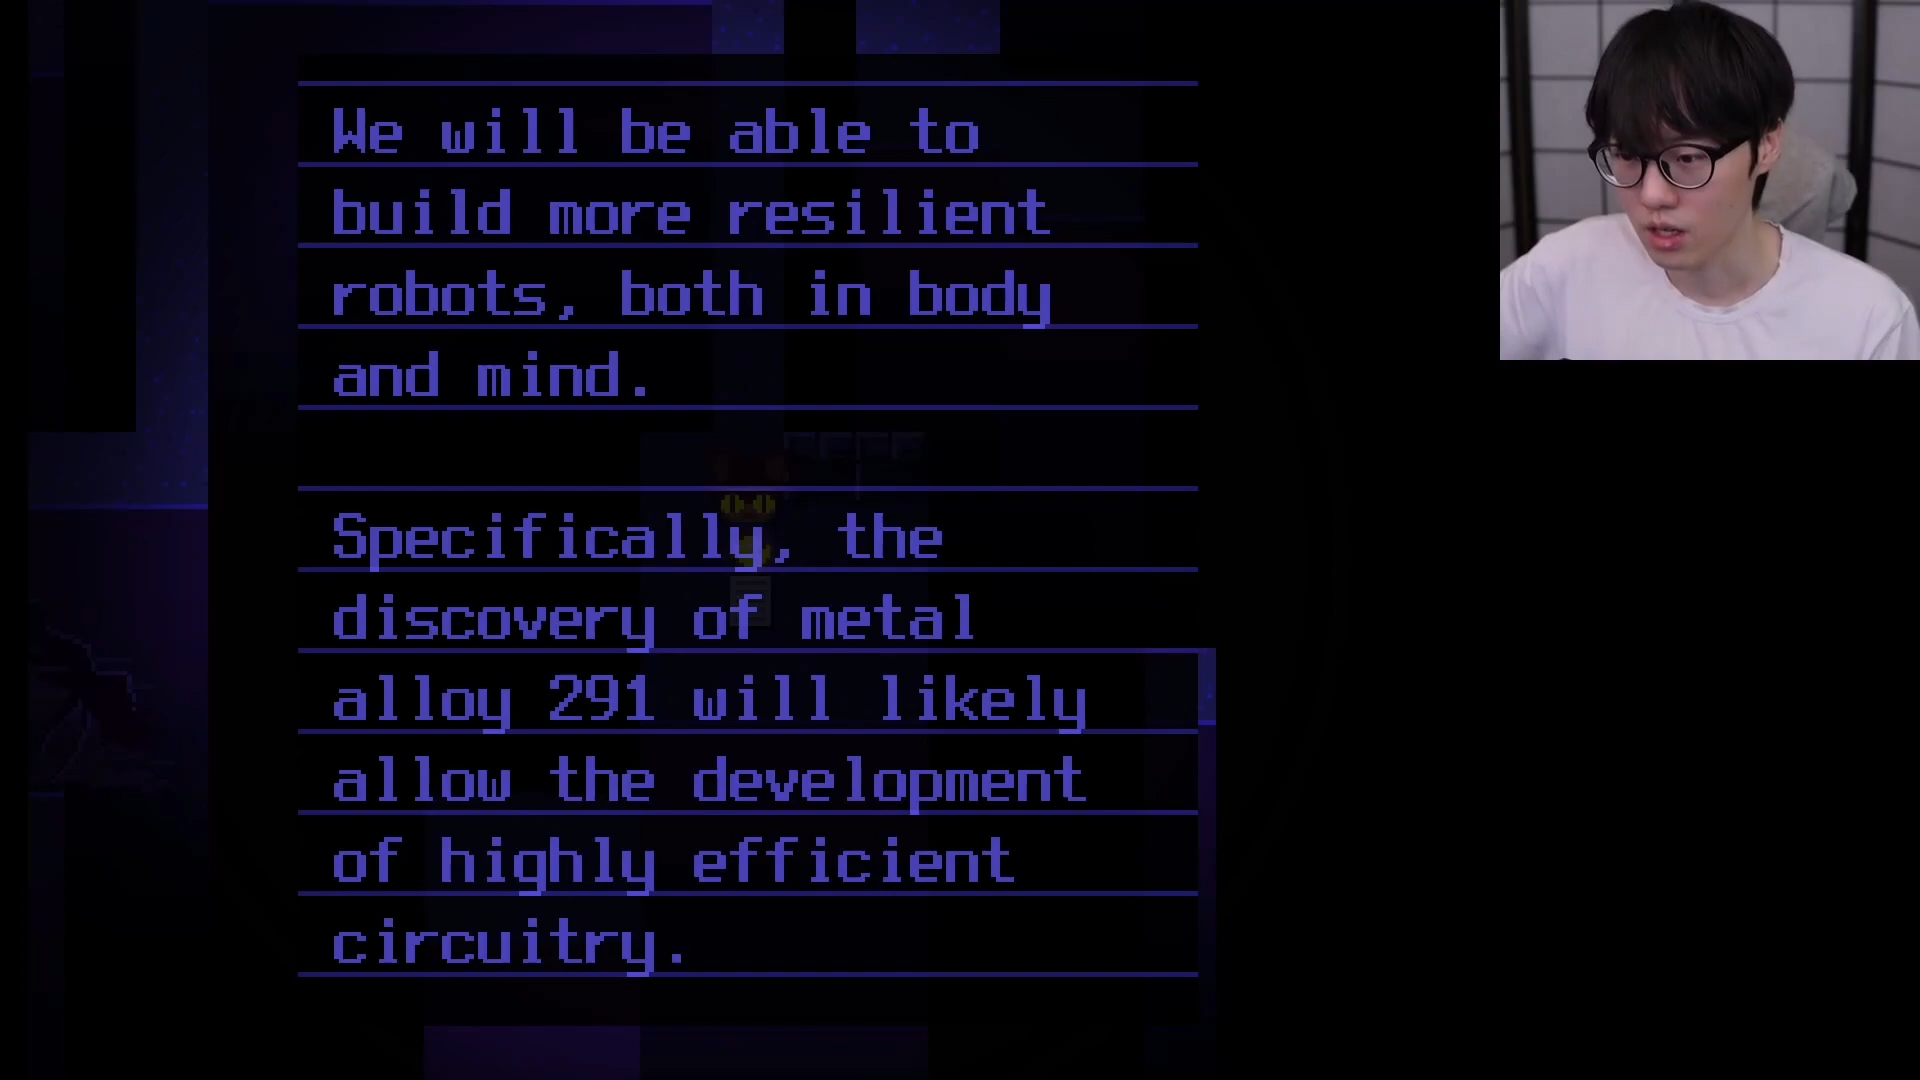 We will be able to
build more resilient
robots, both in body
and mind.
Specifically, the
discovery of metal
alloy 291 will likely
allow the development
of highly efficient
circuitry.